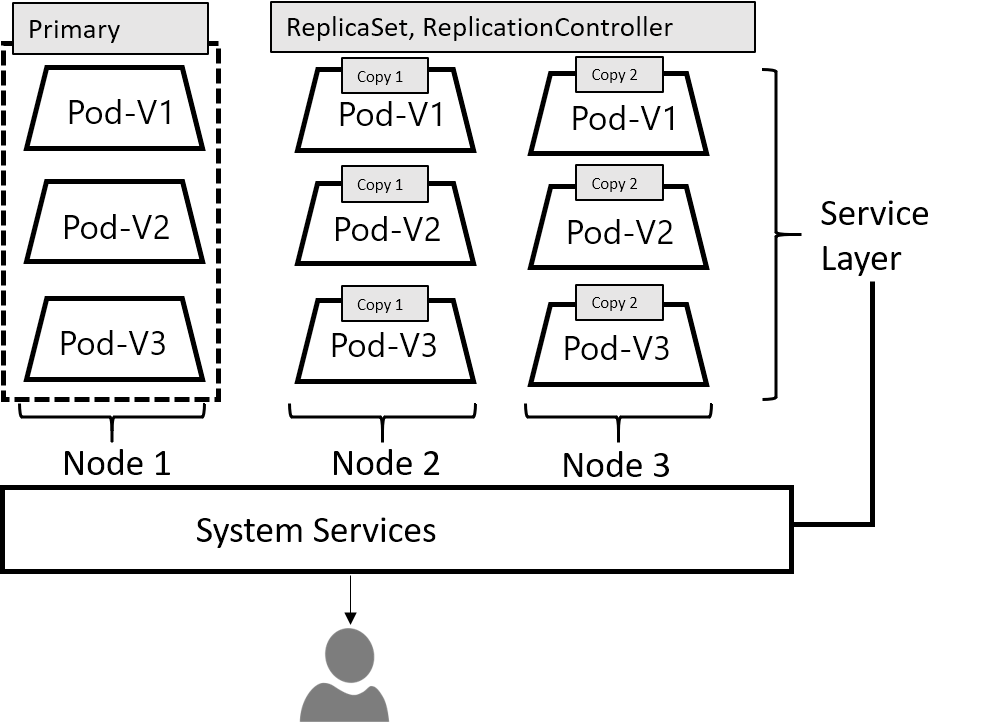 Primary
ReplicaSet, ReplicationController
Pod-V1
Copy 1
Pod-V1
Copy 2
Pod-V1
Pod-V2
Copy 1
Pod-V2
Copy 2
Pod-V2
Pod-V3
Copy 1
Pod-V3
Copy 2
Pod-V3
Service
Layer
Node 1
Node 2
Node 3
System Services